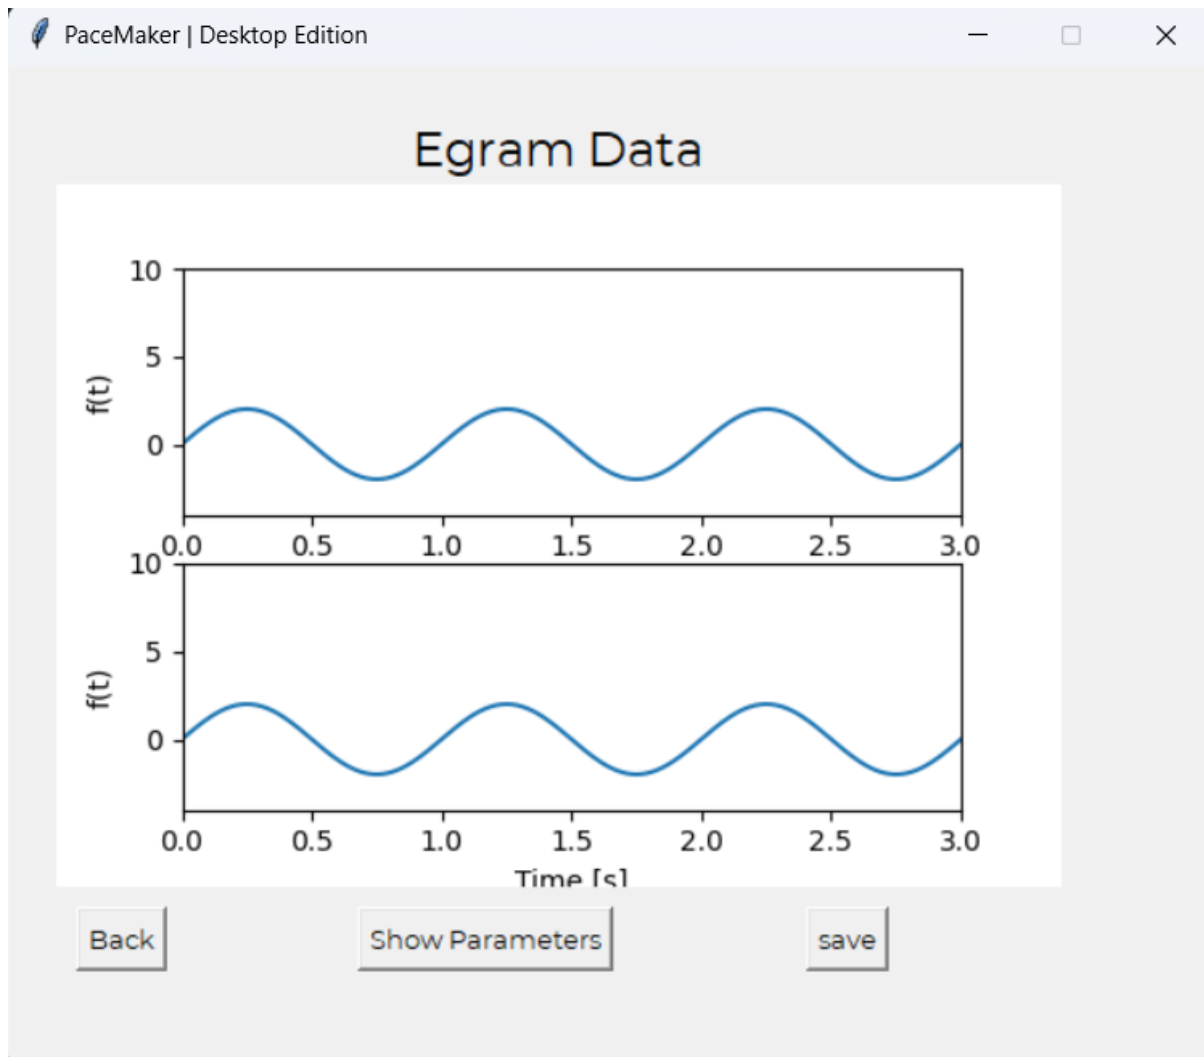 PaceMaker | Desktop Edition
Egram Data
10
5
0
f(t)
0.0 0.5 1.0 1.5 2.0 2.5 3.0
10
5
0
f(t)
0.0 0.5 1.0 1.5 2.0 2.5 3.0
Time [s]
Back Show Parameters save